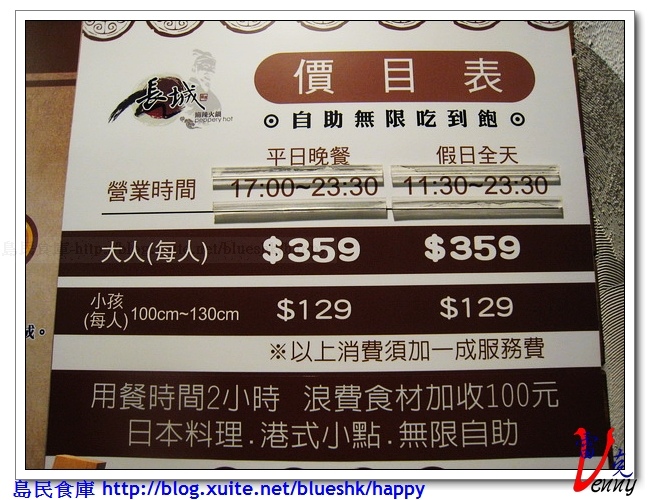 價目表
長城
麻辣火鍋
peppery hot
⊙自助無限吃到飽⊙
平日晚餐 假日全天
營業時間 17:00~23:30 11:30~23:30
大人(每人) $359 $359
小孩(每人) 100cm~130cm $129 $129
※以上消費須加一成服務費
用餐時間2小時 浪費食材加收100元
日本料理.港式小點.無限自助
島民食庫 http://blog.xuite.net/blueshk/happy